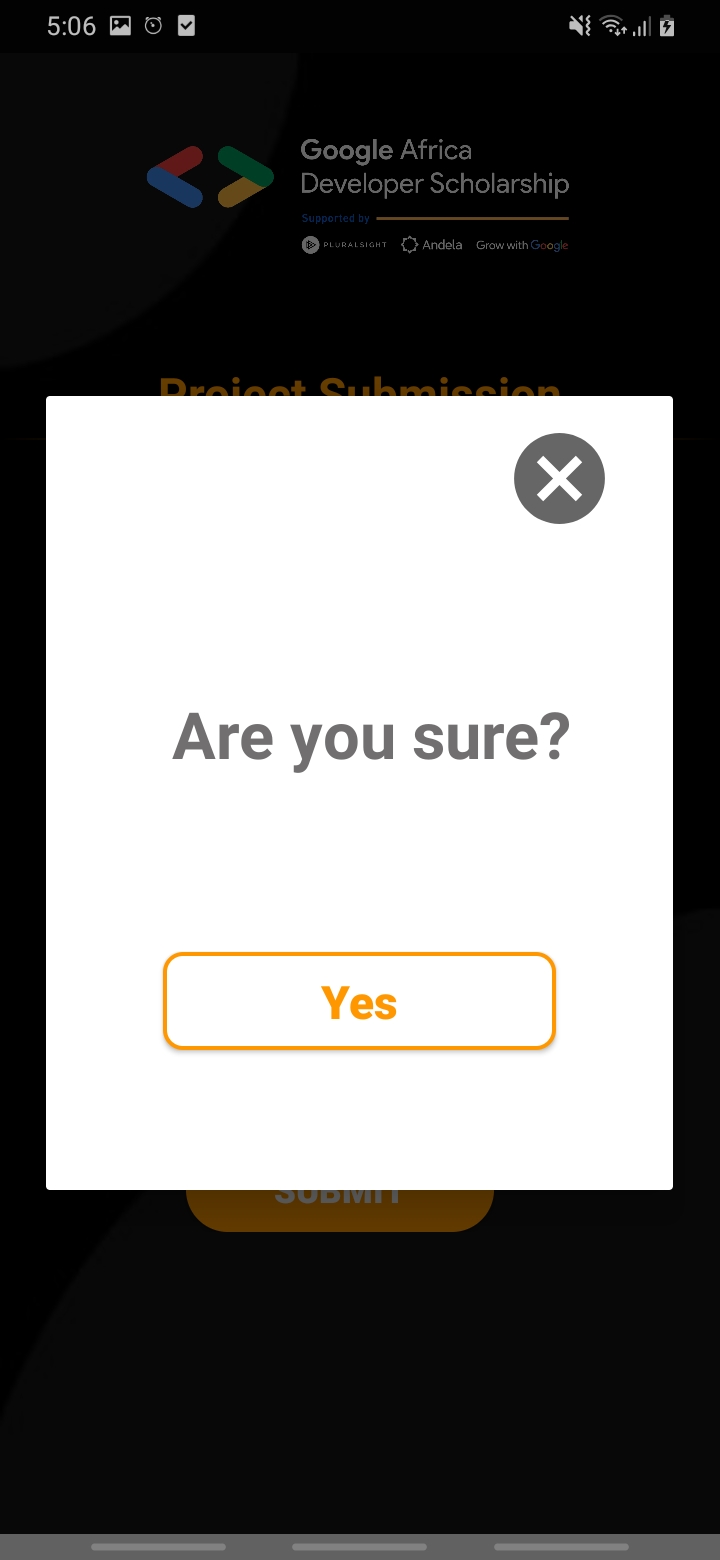 5:06
Google Africa
Developer Scholarship
Supported by
PLURALSIGHT Andela Grow with Google
Project Submission
Are you sure?
Yes
SUBMIT